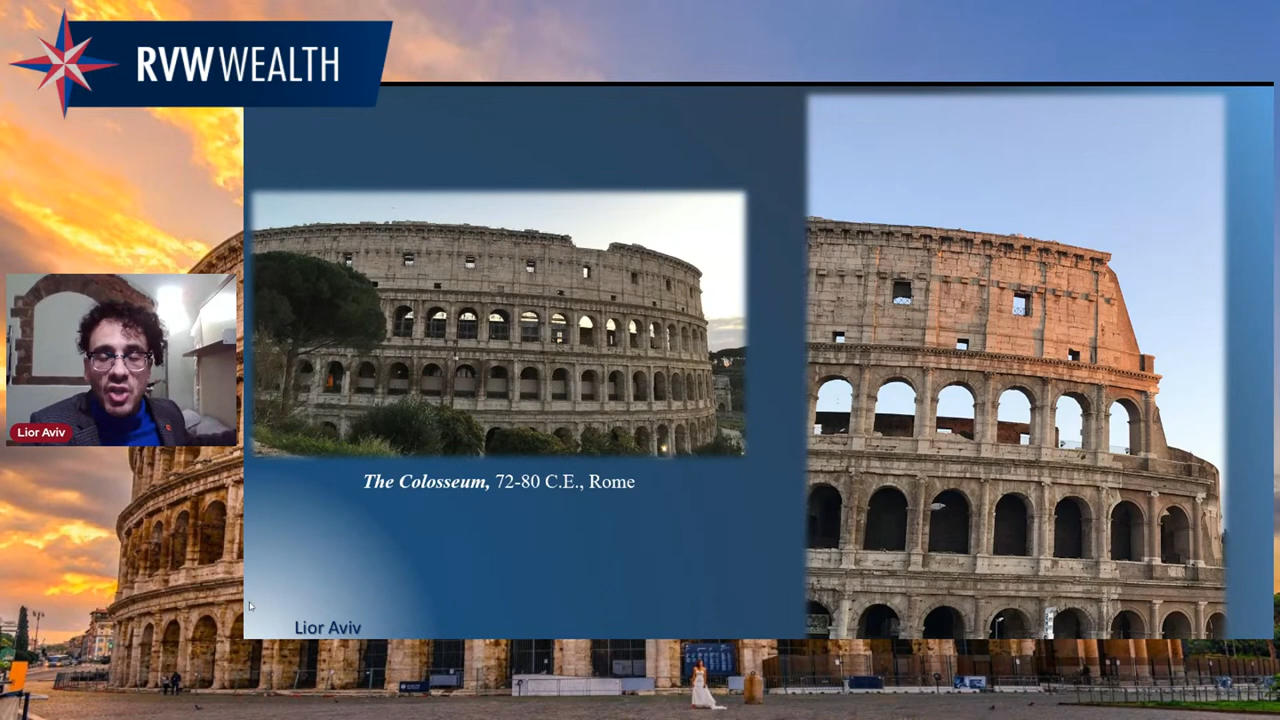 RVW WEALTH
Lior Aviv
The Colosseum, 72-80 C.E., Rome
Lior Aviv